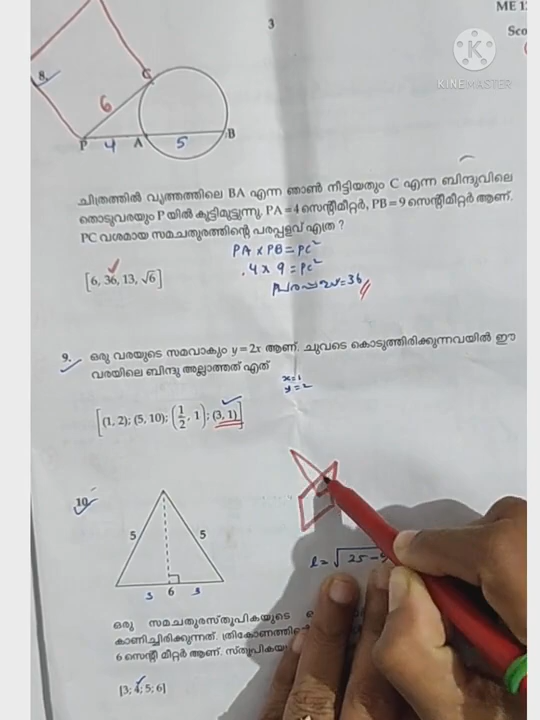 3
ME 1
Sco
KINEMASTER
8.
C
6
P 4 A 5 B
ചിത്രത്തിൽ വൃത്തത്തിലെ BA എന്ന ഞാൺ നീട്ടിയതും C എന്ന ബിന്ദുവിലെ
തൊടുവരയും P യിൽ കൂട്ടിമുട്ടുന്നു. PA = 4 സെന്റീമീറ്റർ, PB = 9 സെന്റീമീറ്റർ ആണ്.
PC വശമായ സമചതുരത്തിന്റെ പരപ്പളവ് എത്ര ?
PA × PB = PC²
4 × 9 = PC²
[6, 36, 13, √6]
പരപ്പളവ് = 36
9. ഒരു വരയുടെ സമവാക്യം y = 2x ആണ്. ചുവടെ കൊടുത്തിരിക്കുന്നവയിൽ ഈ
വരയിലെ ബിന്ദു അല്ലാത്തത് ഏത്
x=1
y=2
[(1, 2); (5, 10); (1/2, 1); (3, 1)]
10.
5 5
3 6 3
l = √25-9
ഒരു സമചതുരസ്തൂപികയുടെ
കാണിച്ചിരിക്കുന്നത്.
6 സെന്റി മീറ്റർ ആണ്.
[3; 4; 5; 6]